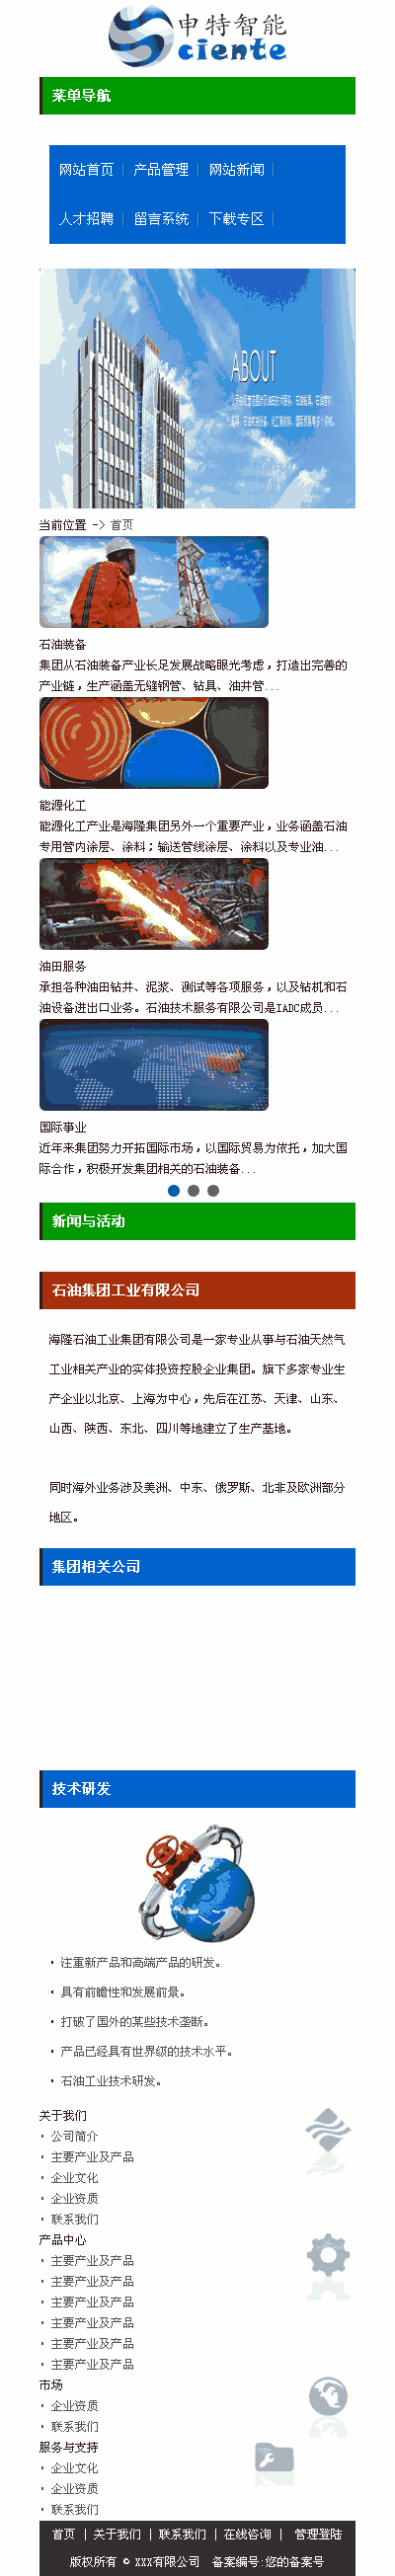 申特智能
ciente
菜单导航
网站首页 | 产品管理 | 网站新闻 |
人才招聘 | 留言系统 | 下载专区 |
ABOUT
当前位置 -> 首页
石油装备
集团从石油装备产业长足发展战略眼光考虑，打造出完善的
产业链，生产涵盖无缝钢管、钻具、油井管...
能源化工
能源化工产业是海隆集团另外一个重要产业，业务涵盖石油
专用管内涂层、涂料；输送管线涂层、涂料以及专业油...
油田服务
承担各种油田钻井、泥浆、测试等各项服务，以及钻机和石
油设备进出口业务。石油技术服务有限公司是IADC成员...
国际事业
近年来集团努力开拓国际市场，以国际贸易为依托，加大国
际合作，积极开发集团相关的石油装备...
新闻与活动
石油集团工业有限公司
海隆石油工业集团有限公司是一家专业从事与石油天然气
工业相关产业的实体投资控股企业集团。旗下多家专业生
产企业以北京、上海为中心，先后在江苏、天津、山东、
山西、陕西、东北、四川等地建立了生产基地。
同时海外业务涉及美洲、中东、俄罗斯、北非及欧洲部分
地区。
集团相关公司
技术研发
• 注重新产品和高端产品的研发。
• 具有前瞻性和发展前景。
• 打破了国外的某些技术垄断。
• 产品已经具有世界级的技术水平。
• 石油工业技术研发。
关于我们
• 公司简介
• 主要产业及产品
• 企业文化
• 企业资质
• 联系我们
产品中心
• 主要产业及产品
• 主要产业及产品
• 主要产业及产品
• 主要产业及产品
• 主要产业及产品
• 主要产业及产品
市场
• 企业资质
• 联系我们
服务与支持
• 企业文化
• 企业资质
• 联系我们
首页 | 关于我们 | 联系我们 | 在线咨询 | 管理登陆
版权所有 © XXX有限公司 备案编号:您的备案号